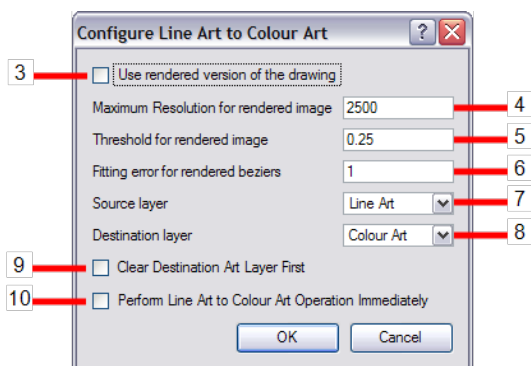 Configure Line Art to Colour Art ?
3 Use rendered version of the drawing
Maximum Resolution for rendered image 2500 4
Threshold for rendered image 0.25 5
Fitting error for rendered beziers 1 6
Source layer Line Art 7
Destination layer Colour Art 8
9 Clear Destination Art Layer First
10 Perform Line Art to Colour Art Operation Immediately
OK Cancel